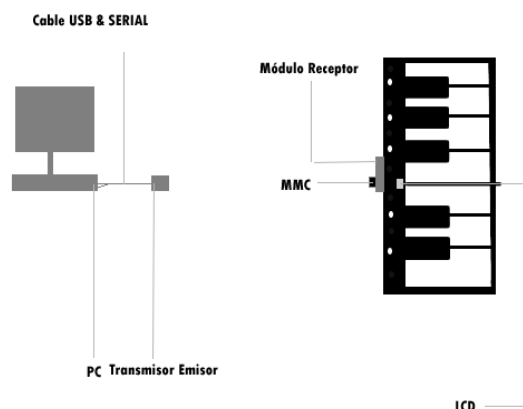 Cable USB & SERIAL
Módulo Receptor
MMC
PC
Transmisor Emisor
LCD